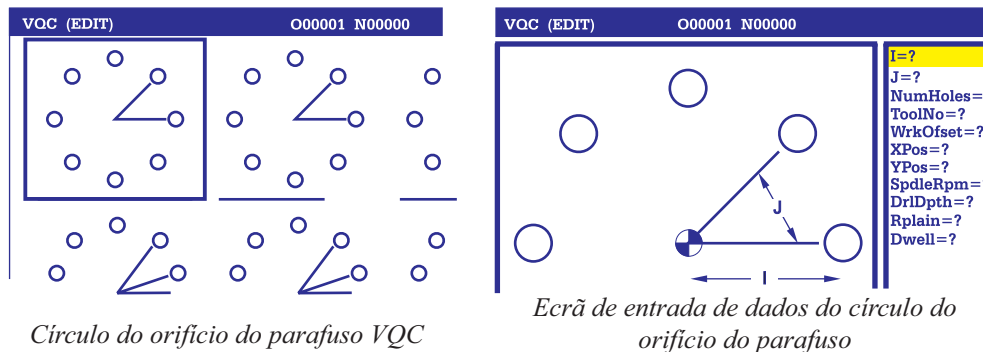 VQC (EDIT) O00001 N00000
VQC (EDIT) O00001 N00000
I=?
J=?
NumHoles=
ToolNo=?
WrkOfset=?
XPos=?
YPos=?
SpdleRpm=
DrlDpth=?
Rplain=?
Dwell=?
J
I
Círculo do orifício do parafuso VQC
Ecrã de entrada de dados do círculo do
orifício do parafuso